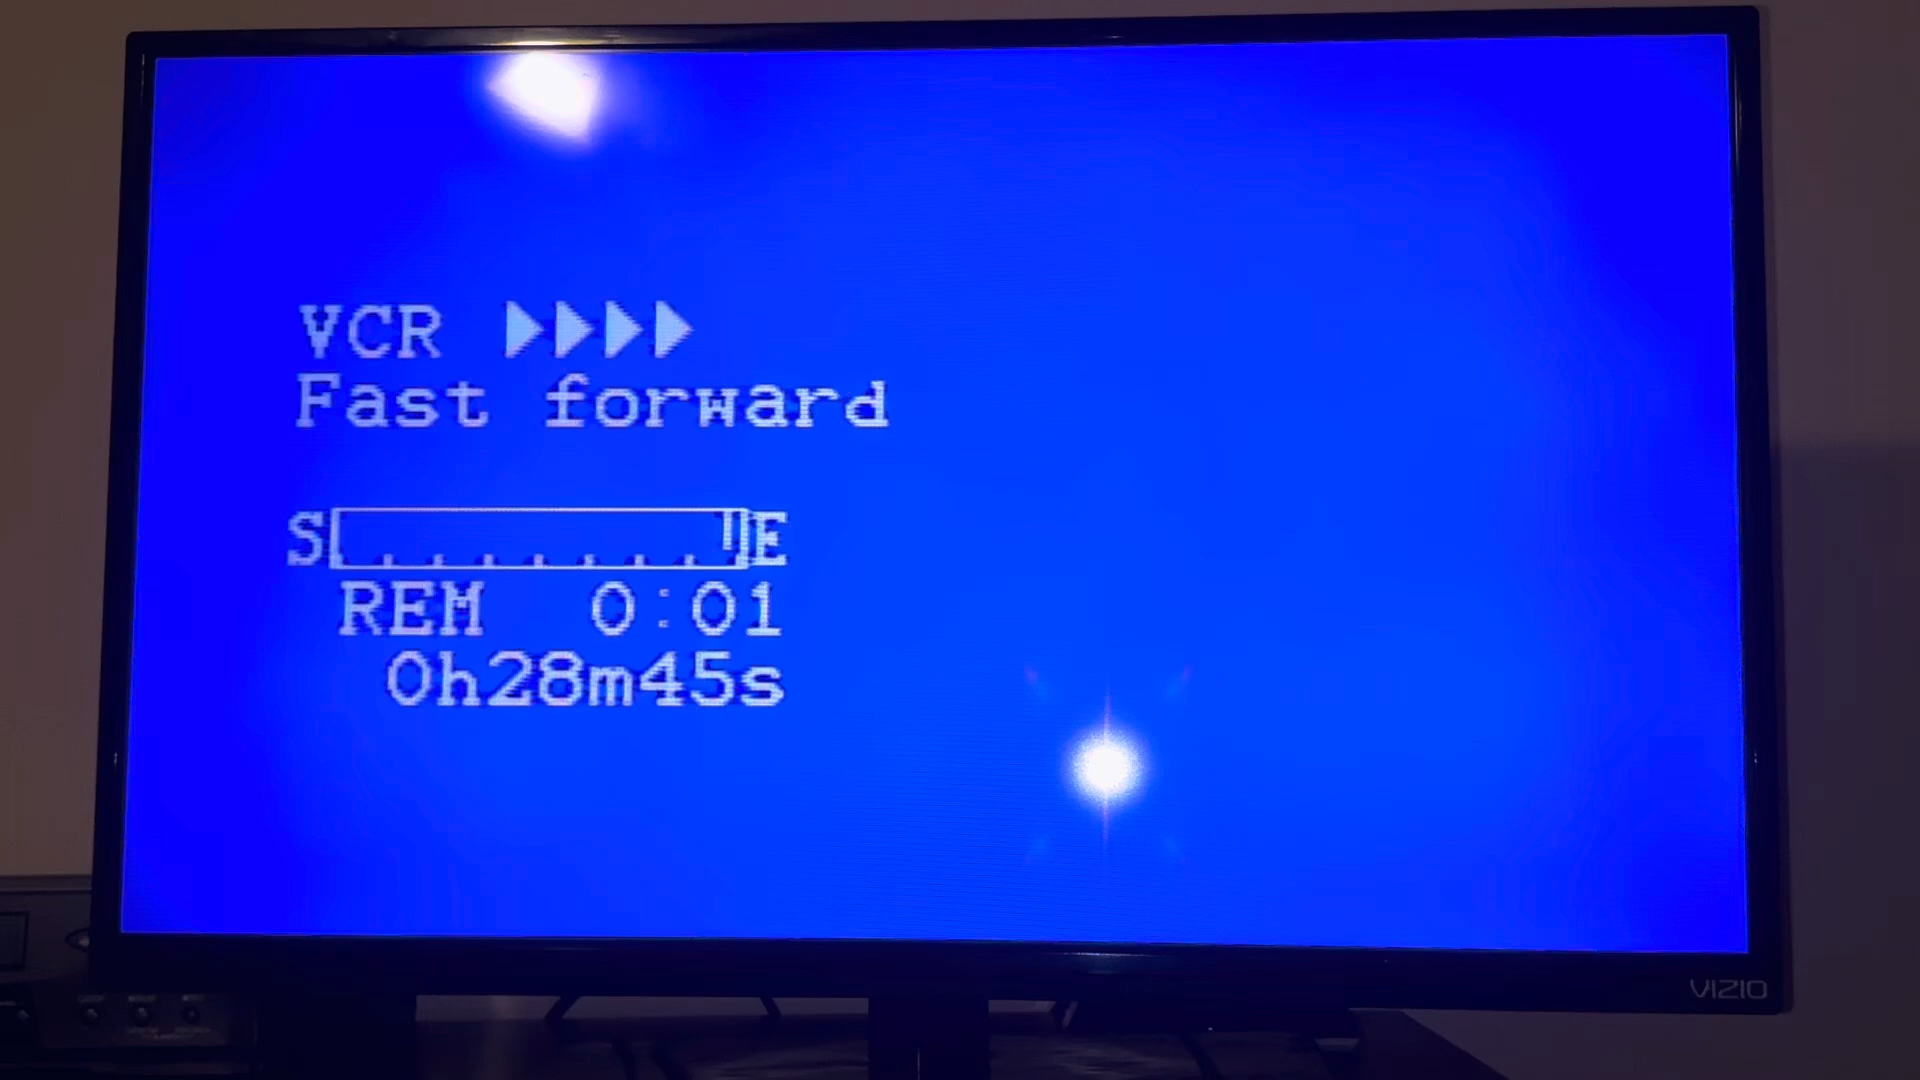 VCR ▶▶▶▶
Fast forward
S E
REM 0:01
0h28m45s
VIZIO